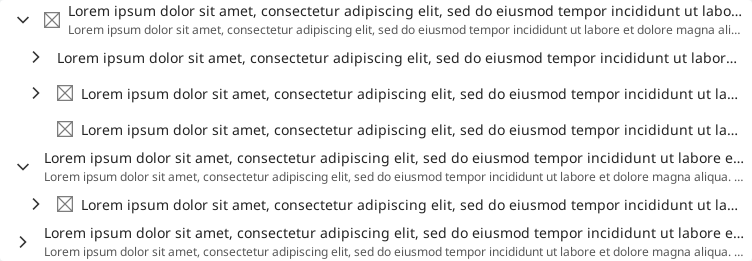 Lorem ipsum dolor sit amet, consectetur adipiscing elit, sed do eiusmod tempor incididunt ut labo...
Lorem ipsum dolor sit amet, consectetur adipiscing elit, sed do eiusmod tempor incididunt ut labore et dolore magna ali...
Lorem ipsum dolor sit amet, consectetur adipiscing elit, sed do eiusmod tempor incididunt ut labor...
Lorem ipsum dolor sit amet, consectetur adipiscing elit, sed do eiusmod tempor incididunt ut la...
Lorem ipsum dolor sit amet, consectetur adipiscing elit, sed do eiusmod tempor incididunt ut la...
Lorem ipsum dolor sit amet, consectetur adipiscing elit, sed do eiusmod tempor incididunt ut labore e...
Lorem ipsum dolor sit amet, consectetur adipiscing elit, sed do eiusmod tempor incididunt ut labore et dolore magna aliqua. ...
Lorem ipsum dolor sit amet, consectetur adipiscing elit, sed do eiusmod tempor incididunt ut la...
Lorem ipsum dolor sit amet, consectetur adipiscing elit, sed do eiusmod tempor incididunt ut labore e...
Lorem ipsum dolor sit amet, consectetur adipiscing elit, sed do eiusmod tempor incididunt ut labore et dolore magna aliqua. ...